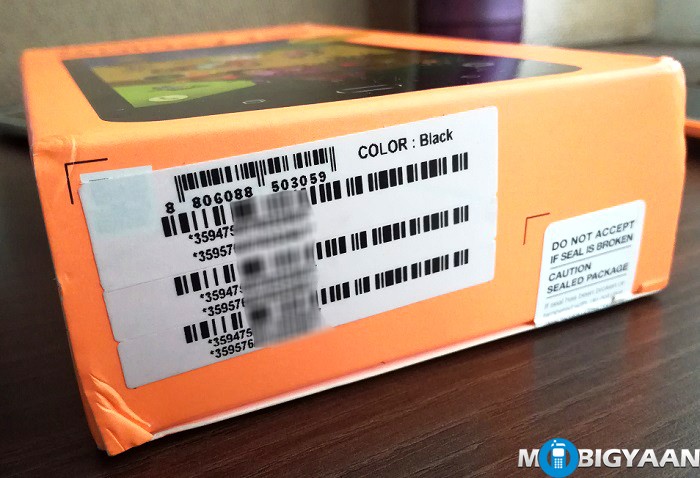 COLOR : Black
8 806088 503059
*359475
*359576
*359475
*359576
*359475
*359576
DO NOT ACCEPT
IF SEAL IS BROKEN
CAUTION
SEALED PACKAGE
MOBIGYAAN